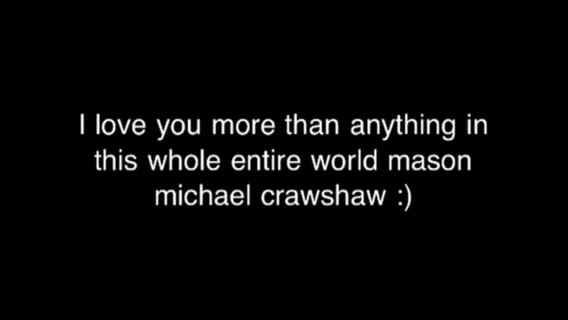 I love you more than anything in
this whole entire world mason
michael crawshaw :)